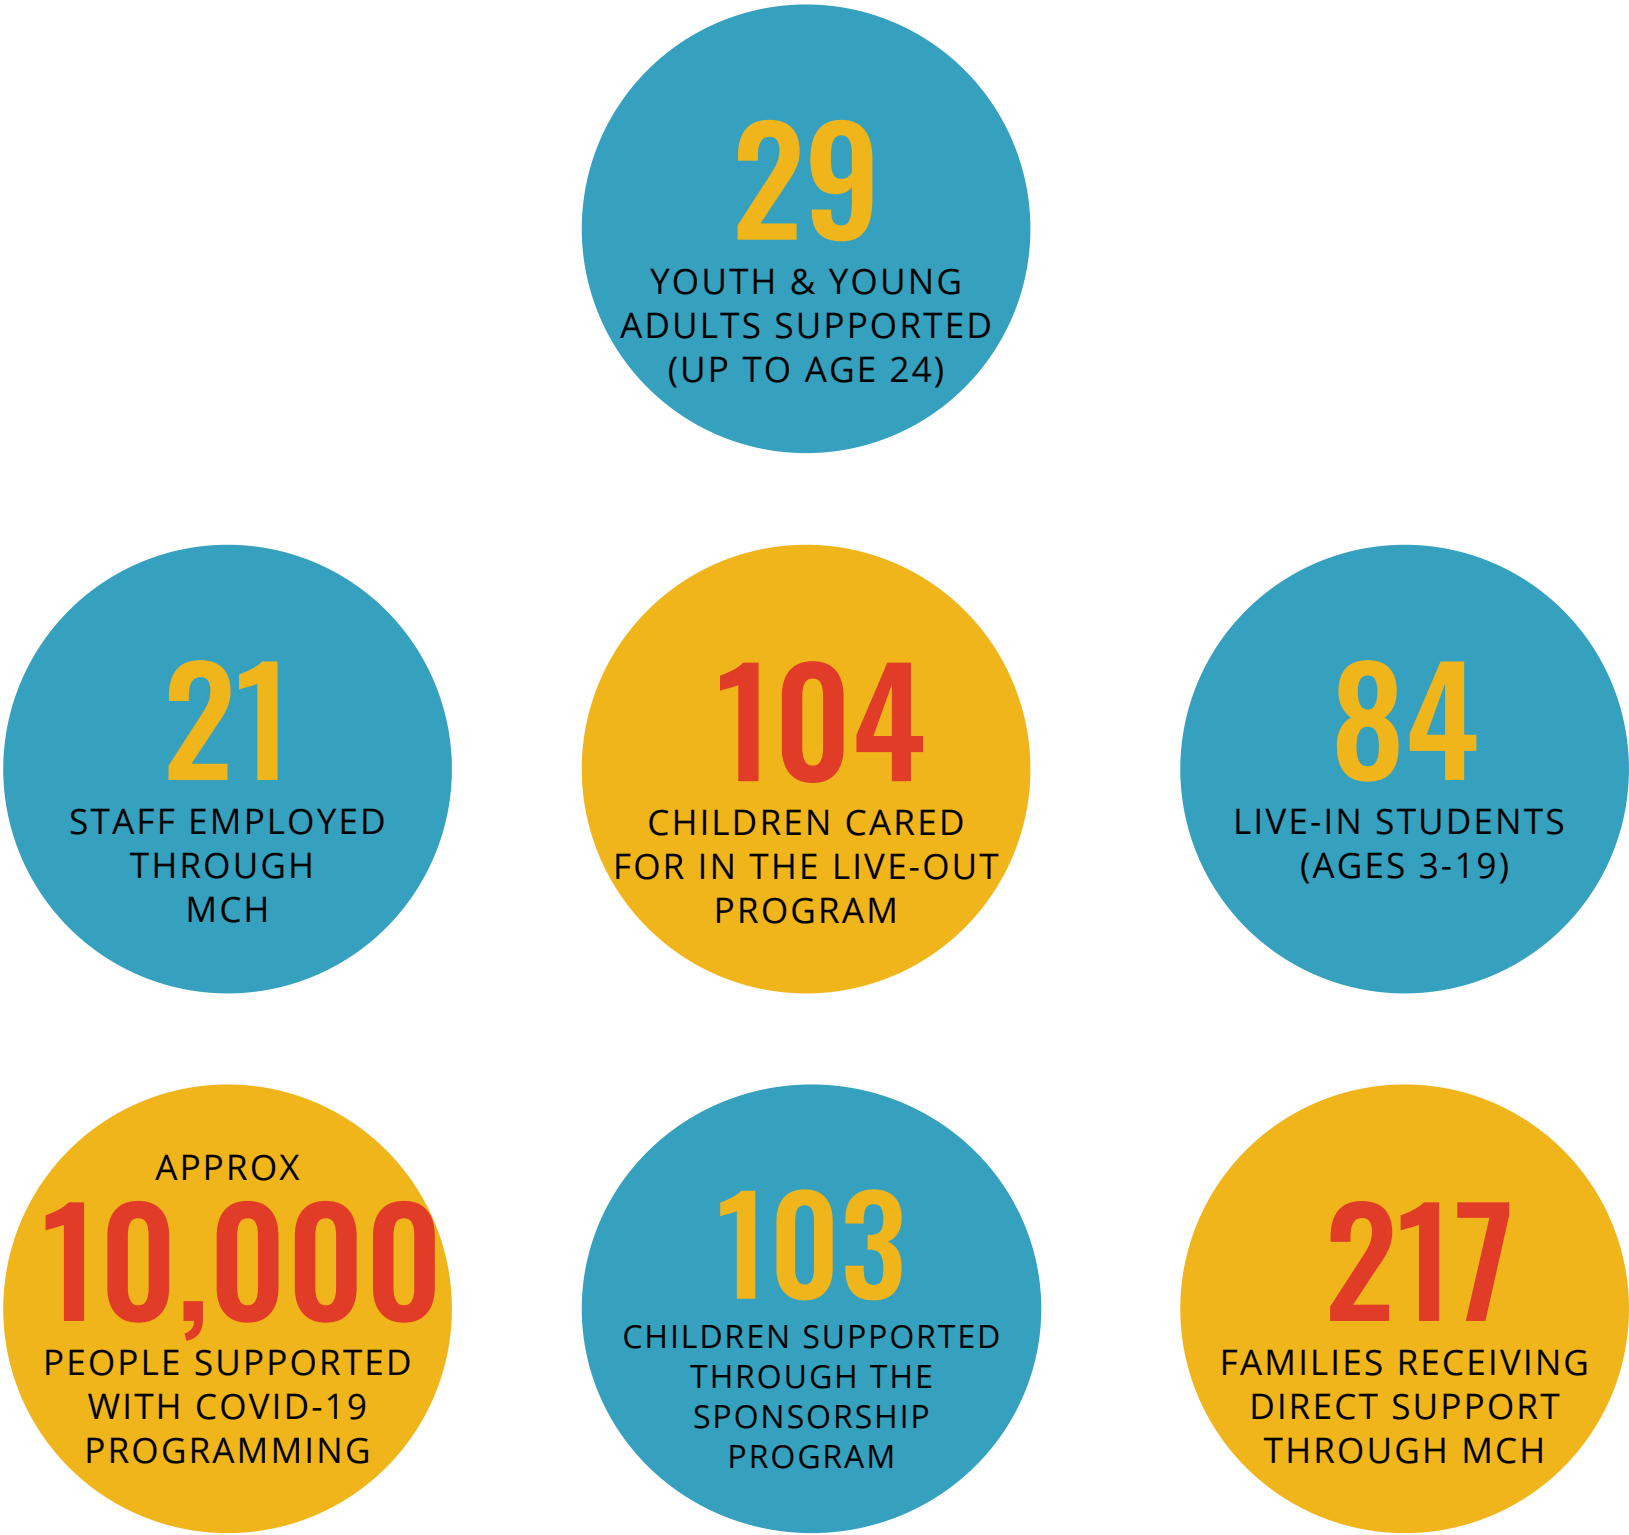 29
YOUTH & YOUNG
ADULTS SUPPORTED
(UP TO AGE 24)
21
STAFF EMPLOYED
THROUGH
MCH
104
CHILDREN CARED
FOR IN THE LIVE-OUT
PROGRAM
84
LIVE-IN STUDENTS
(AGES 3-19)
APPROX
10,000
PEOPLE SUPPORTED
WITH COVID-19
PROGRAMMING
103
CHILDREN SUPPORTED
THROUGH THE
SPONSORSHIP
PROGRAM
217
FAMILIES RECEIVING
DIRECT SUPPORT
THROUGH MCH